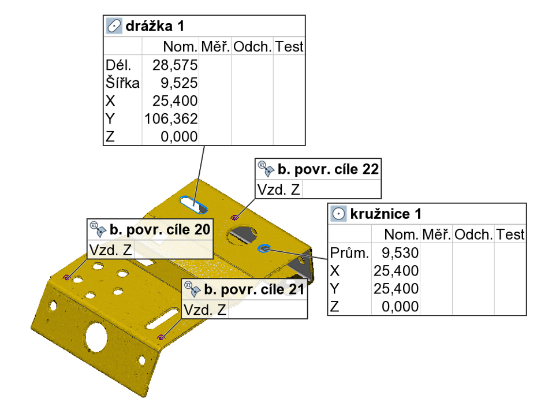 drážka 1
Nom. Měř. Odch. Test
Dél. 28,575
Šířka 9,525
X 25,400
Y 106,362
Z 0,000
b. povr. cíle 22
Vzd. Z
kružnice 1
Nom. Měř. Odch. Test
Prům. 9,530
X 25,400
Y 25,400
Z 0,000
b. povr. cíle 20
Vzd. Z
b. povr. cíle 21
Vzd. Z